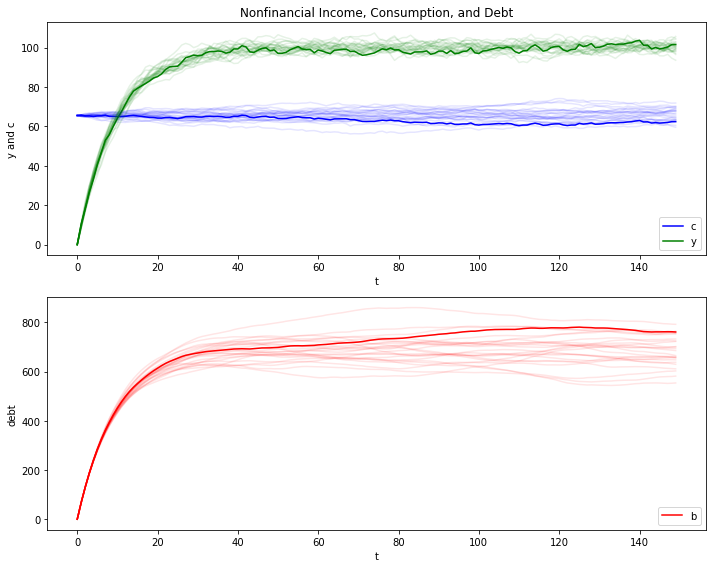 Nonfinancial Income, Consumption, and Debt
y and c
100
80
60
40
20
0
c
y
0 20 40 60 80 100 120 140
t
debt
800
600
400
200
0
b
0 20 40 60 80 100 120 140
t